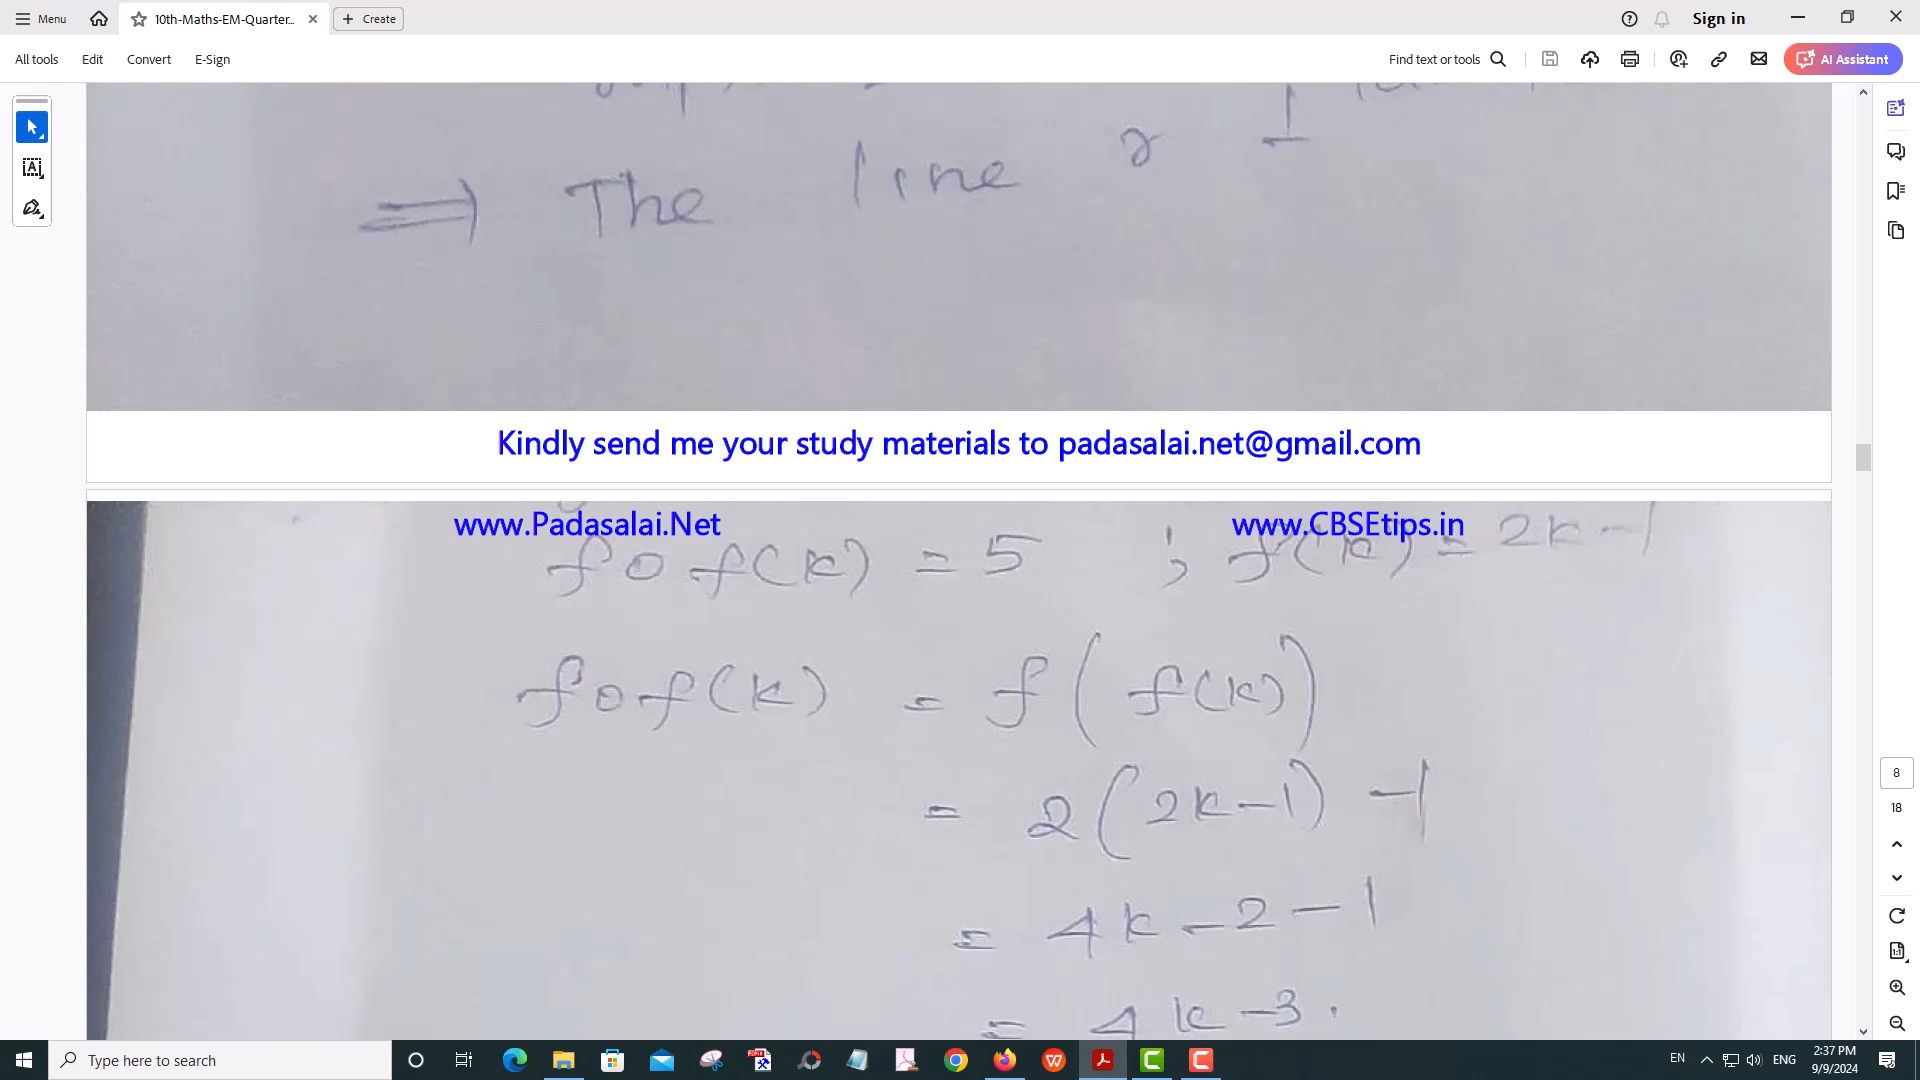 Menu
10th-Maths-EM-Quarter...
Create
Sign in
All tools
Edit
Convert
E-Sign
Find text or tools
AI Assistant
⟹ The line r ⊥
Kindly send me your study materials to padasalai.net@gmail.com
www.Padasalai.Net
www.CBSEtips.in
f o f(k) = 5 ; f(k) = 2k - 1
f o f(k) = f(f(k))
= 2(2k-1) -1
= 4k - 2 - 1
= 4k - 3.
8
18
Type here to search
EN
ENG
2:37 PM
9/9/2024